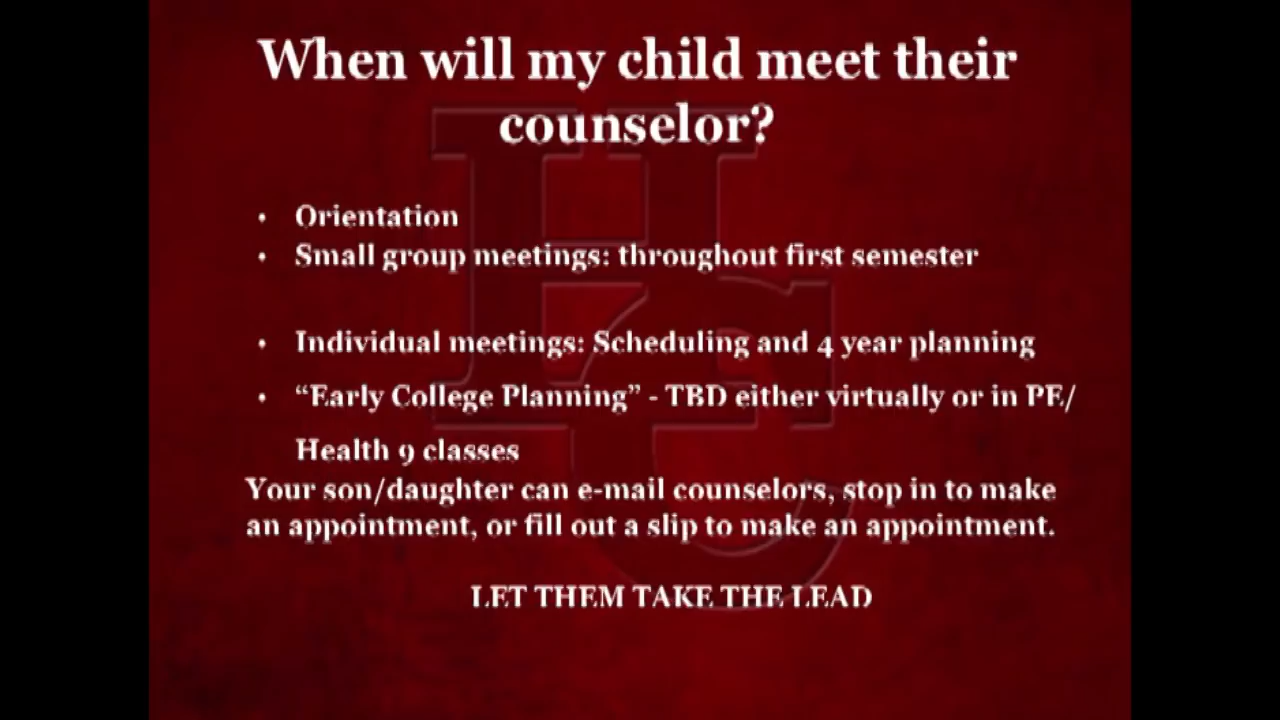 When will my child meet their
counselor?
• Orientation
• Small group meetings: throughout first semester
• Individual meetings: Scheduling and 4 year planning
• “Early College Planning” - TBD either virtually or in PE/
Health 9 classes
Your son/daughter can e-mail counselors, stop in to make
an appointment, or fill out a slip to make an appointment.
LET THEM TAKE THE LEAD